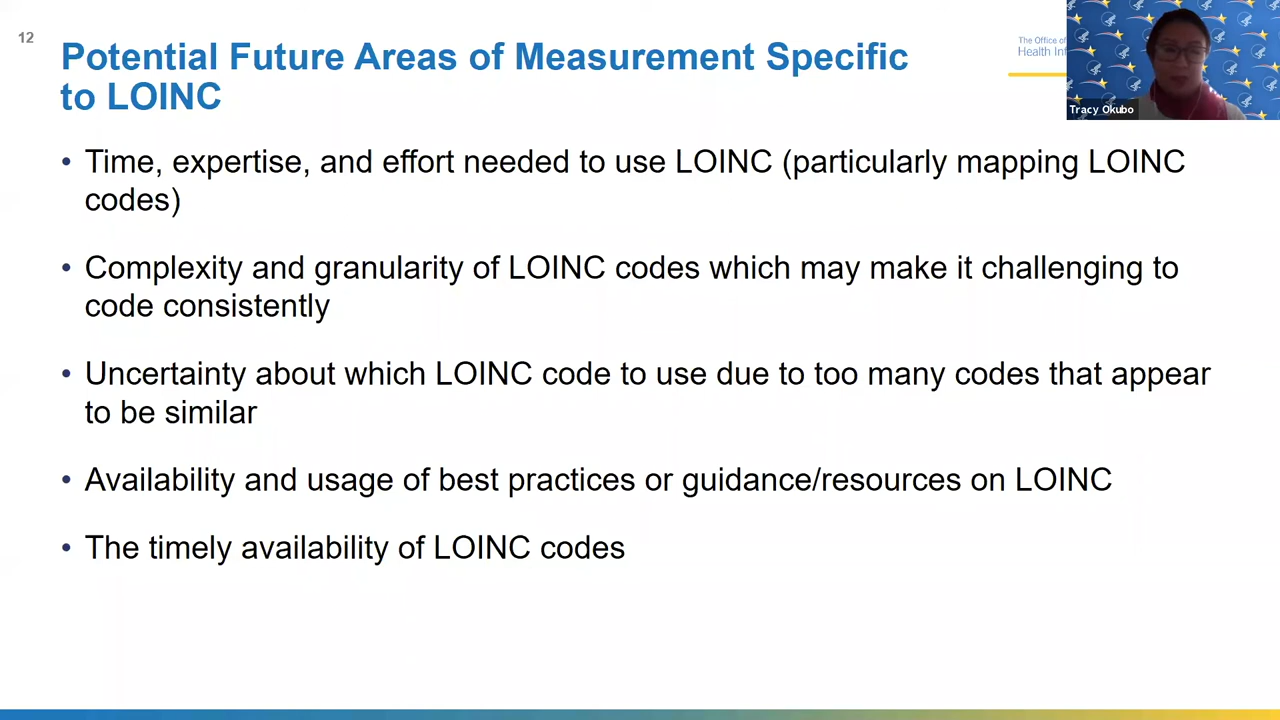 12
Potential Future Areas of Measurement Specific
to LOINC
The Office of
Health Inf
Tracy Okubo
• Time, expertise, and effort needed to use LOINC (particularly mapping LOINC
codes)
• Complexity and granularity of LOINC codes which may make it challenging to
code consistently
• Uncertainty about which LOINC code to use due to too many codes that appear
to be similar
• Availability and usage of best practices or guidance/resources on LOINC
• The timely availability of LOINC codes